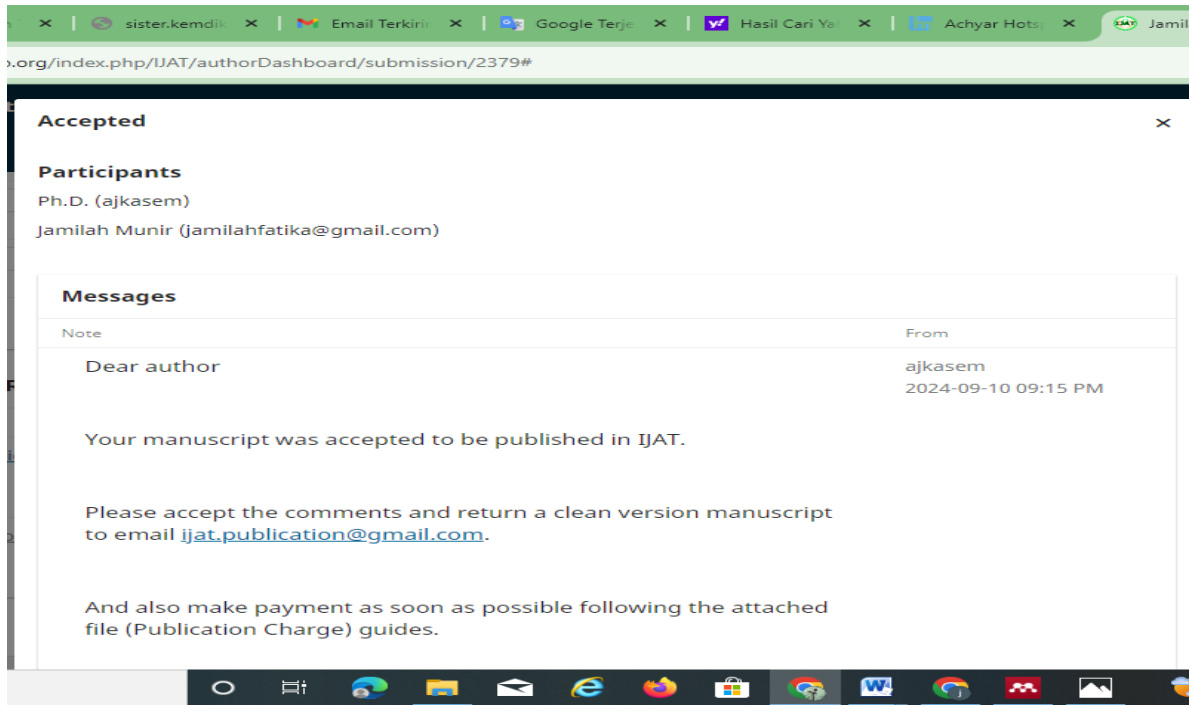 sister.kemdik
Email Terkirin
Google Terje
Hasil Cari Ya
Achyar Hots
IJAT
Jamil
.org/index.php/IJAT/authorDashboard/submission/2379#
Accepted
Participants
Ph.D. (ajkasem)
Jamilah Munir (jamilahfatika@gmail.com)
Messages
Note From
Dear author ajkasem
2024-09-10 09:15 PM
Your manuscript was accepted to be published in IJAT.
Please accept the comments and return a clean version manuscript
to email ijat.publication@gmail.com.
And also make payment as soon as possible following the attached
file (Publication Charge) guides.